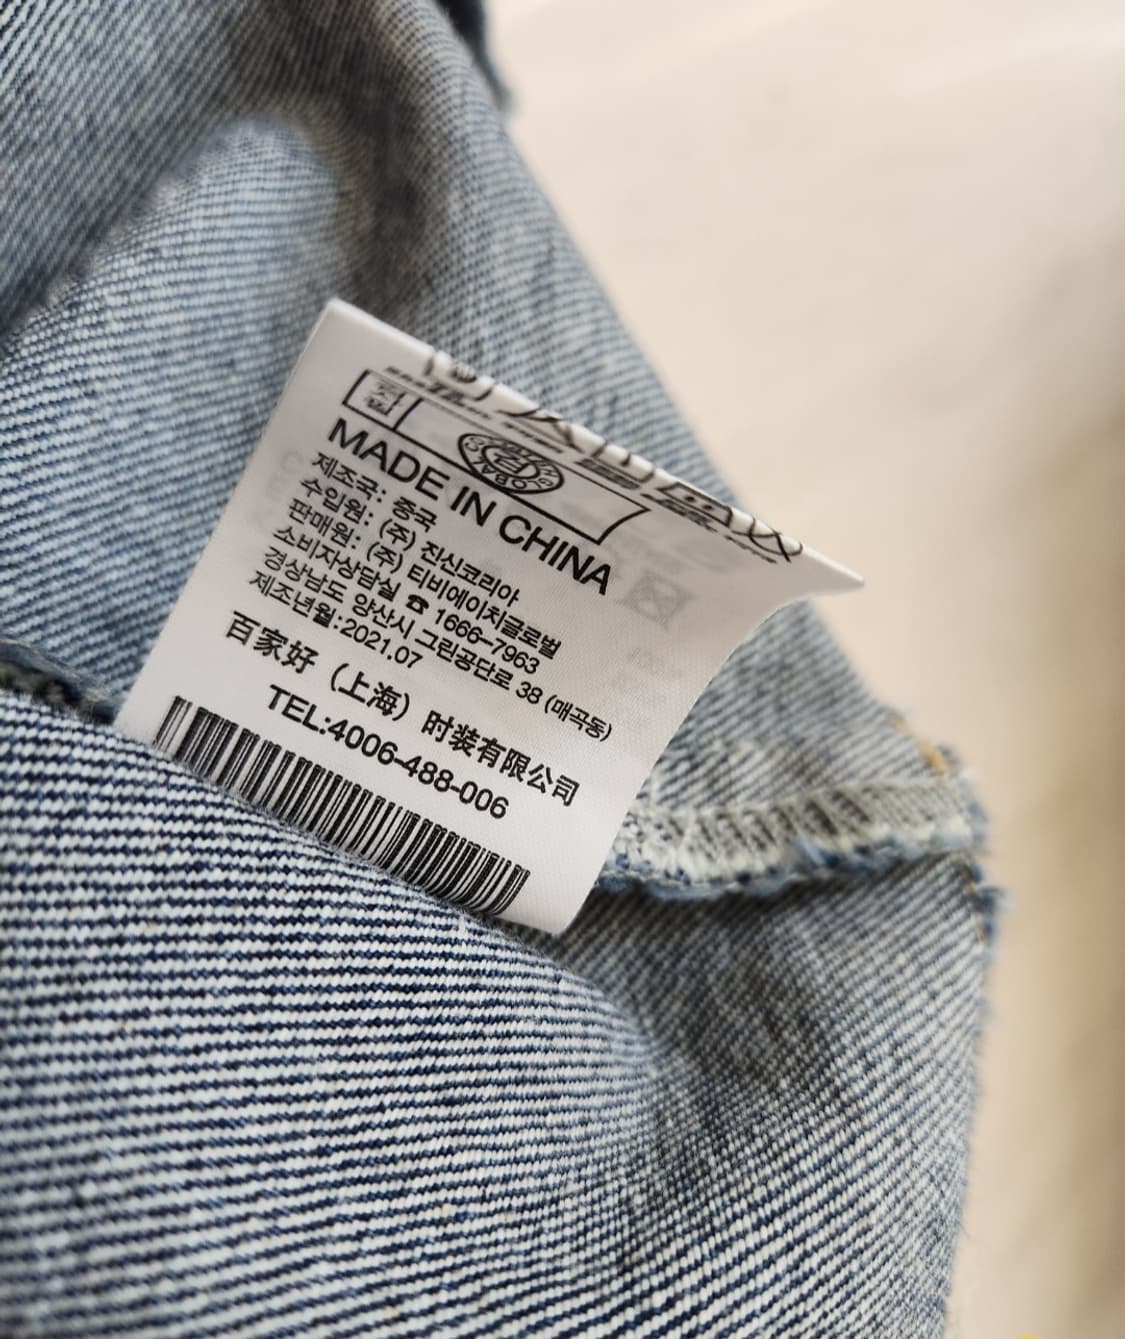 MADE IN CHINA
제조국: 중국
수입원: (주) 진신코리아
판매원: (주) 티비에이치글로벌
소비자상담실 ☎ 1666-7963
경상남도 양산시 그린공단로 38 (매곡동)
제조년월:2021.07
百家好（上海）时装有限公司
TEL:4006-488-006